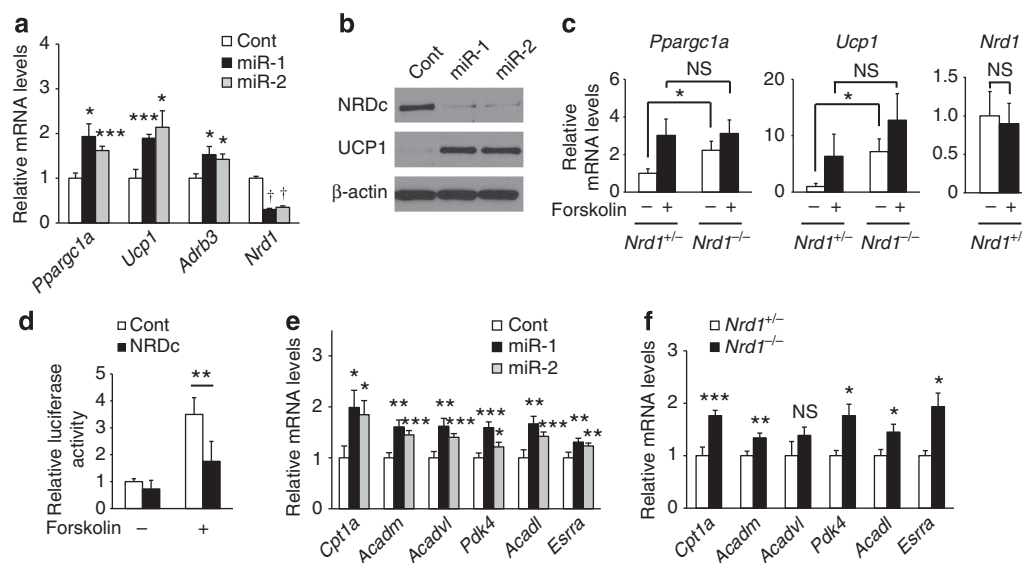 a
Relative mRNA levels
4
3
2
1
0
Cont
miR-1
miR-2
* *** *** * * * † †
Ppargc1a Ucp1 Adrb3 Nrd1
b
Cont miR-1 miR-2
NRDc
UCP1
β-actin
c
Ppargc1a Ucp1 Nrd1
Relative
mRNA levels
6
4
2
0
NS
*
20
10
0
NS
*
1.5
1.0
0.5
0.0
NS
Forskolin − + − + − + − + − +
Nrd1+/− Nrd1−/− Nrd1+/− Nrd1−/− Nrd1+/
d
Cont
NRDc
Relative luciferase
activity
5
4
3
2
1
0
**
Forskolin − +
e
Relative mRNA levels
3
2
1
0
Cont
miR-1
miR-2
* * ** *** ** *** *** * ** *** ** **
Cpt1a Acadm Acadvl Pdk4 Acadl Esrra
f
Nrd1+/−
Nrd1−/−
Relative mRNA levels
3
2
1
0
*** ** NS * * *
Cpt1a Acadm Acadvl Pdk4 Acadl Esrra